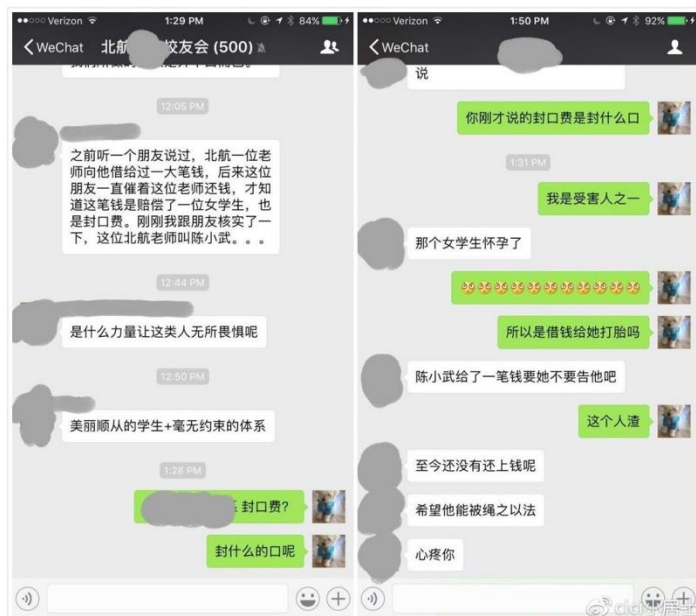 Verizon 1:29 PM 84%
WeChat 北航 校友会 (500)
12:05 PM
之前听一个朋友说过,北航一位老
师向他借给过一大笔钱,后来这位
朋友一直催着这位老师还钱,才知
道这笔钱是赔偿了一位女学生,也
是封口费。刚刚我跟朋友核实了一
下,这位北航老师叫陈小武。。。
12:44 PM
是什么力量让这类人无所畏惧呢
12:50 PM
美丽顺从的学生+毫无约束的体系
1:28 PM
封口费?
封什么的口呢
Verizon 1:50 PM 92%
WeChat
说
你刚才说的封口费是封什么口
1:31 PM
我是受害人之一
那个女学生怀孕了
所以是借钱给她打胎吗
陈小武给了一笔钱要她不要告他吧
这个人渣
至今还没有还上钱呢
希望他能被绳之以法
心疼你